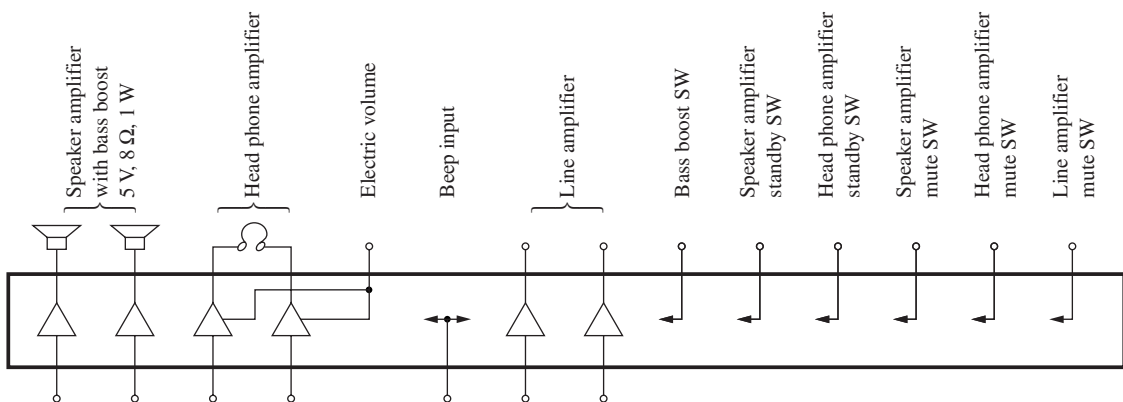 Speaker amplifier
with bass boost
5 V, 8 Ω, 1 W
Head phone amplifier
Electric volume
Beep input
Line amplifier
Bass boost SW
Speaker amplifier
standby SW
Head phone amplifier
standby SW
Speaker amplifier
mute SW
Head phone amplifier
mute SW
Line amplifier
mute SW